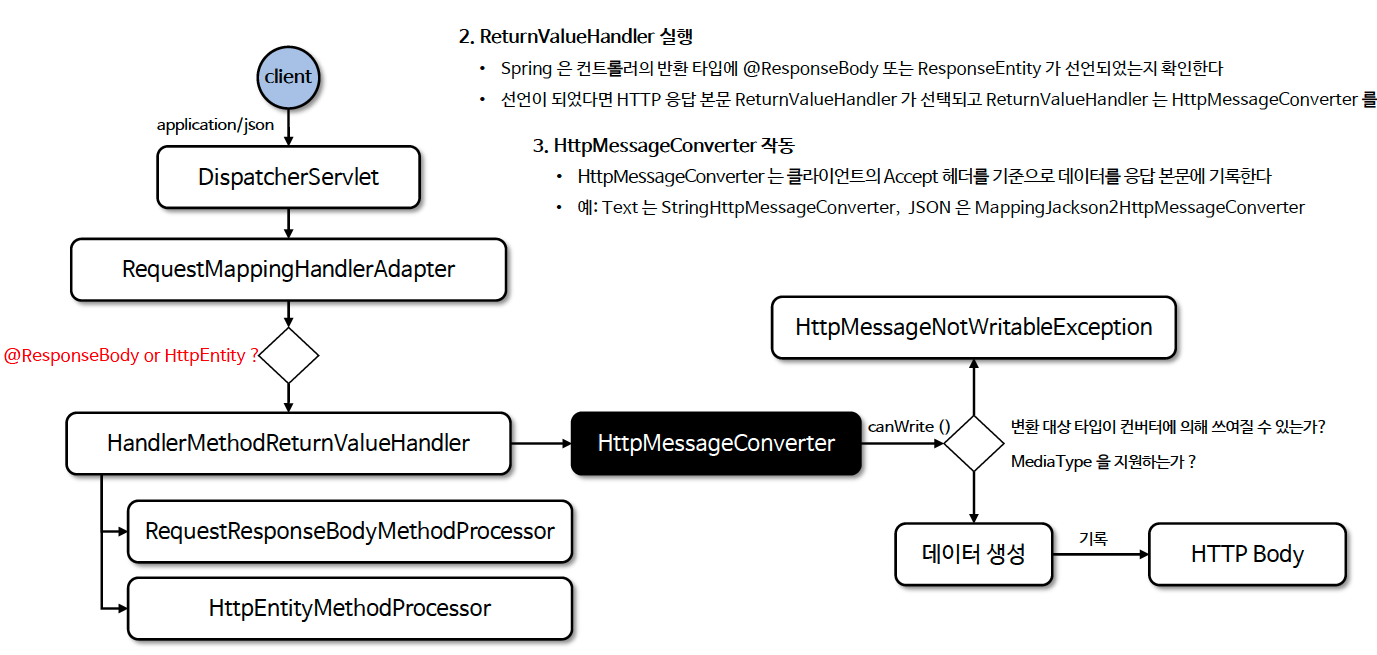 2. ReturnValueHandler 실행
• Spring 은 컨트롤러의 반환 타입에 @ResponseBody 또는 ResponseEntity 가 선언되었는지 확인한다
• 선언이 되었다면 HTTP 응답 본문 ReturnValueHandler 가 선택되고 ReturnValueHandler 는 HttpMessageConverter 를
3. HttpMessageConverter 작동
• HttpMessageConverter 는 클라이언트의 Accept 헤더를 기준으로 데이터를 응답 본문에 기록한다
• 예: Text 는 StringHttpMessageConverter, JSON 은 MappingJackson2HttpMessageConverter
client
application/json
DispatcherServlet
RequestMappingHandlerAdapter
@ResponseBody or HttpEntity ?
HandlerMethodReturnValueHandler
RequestResponseBodyMethodProcessor
HttpEntityMethodProcessor
HttpMessageConverter
canWrite ()
HttpMessageNotWritableException
변환 대상 타입이 컨버터에 의해 쓰여질 수 있는가?
MediaType 을 지원하는가 ?
데이터 생성
기록
HTTP Body